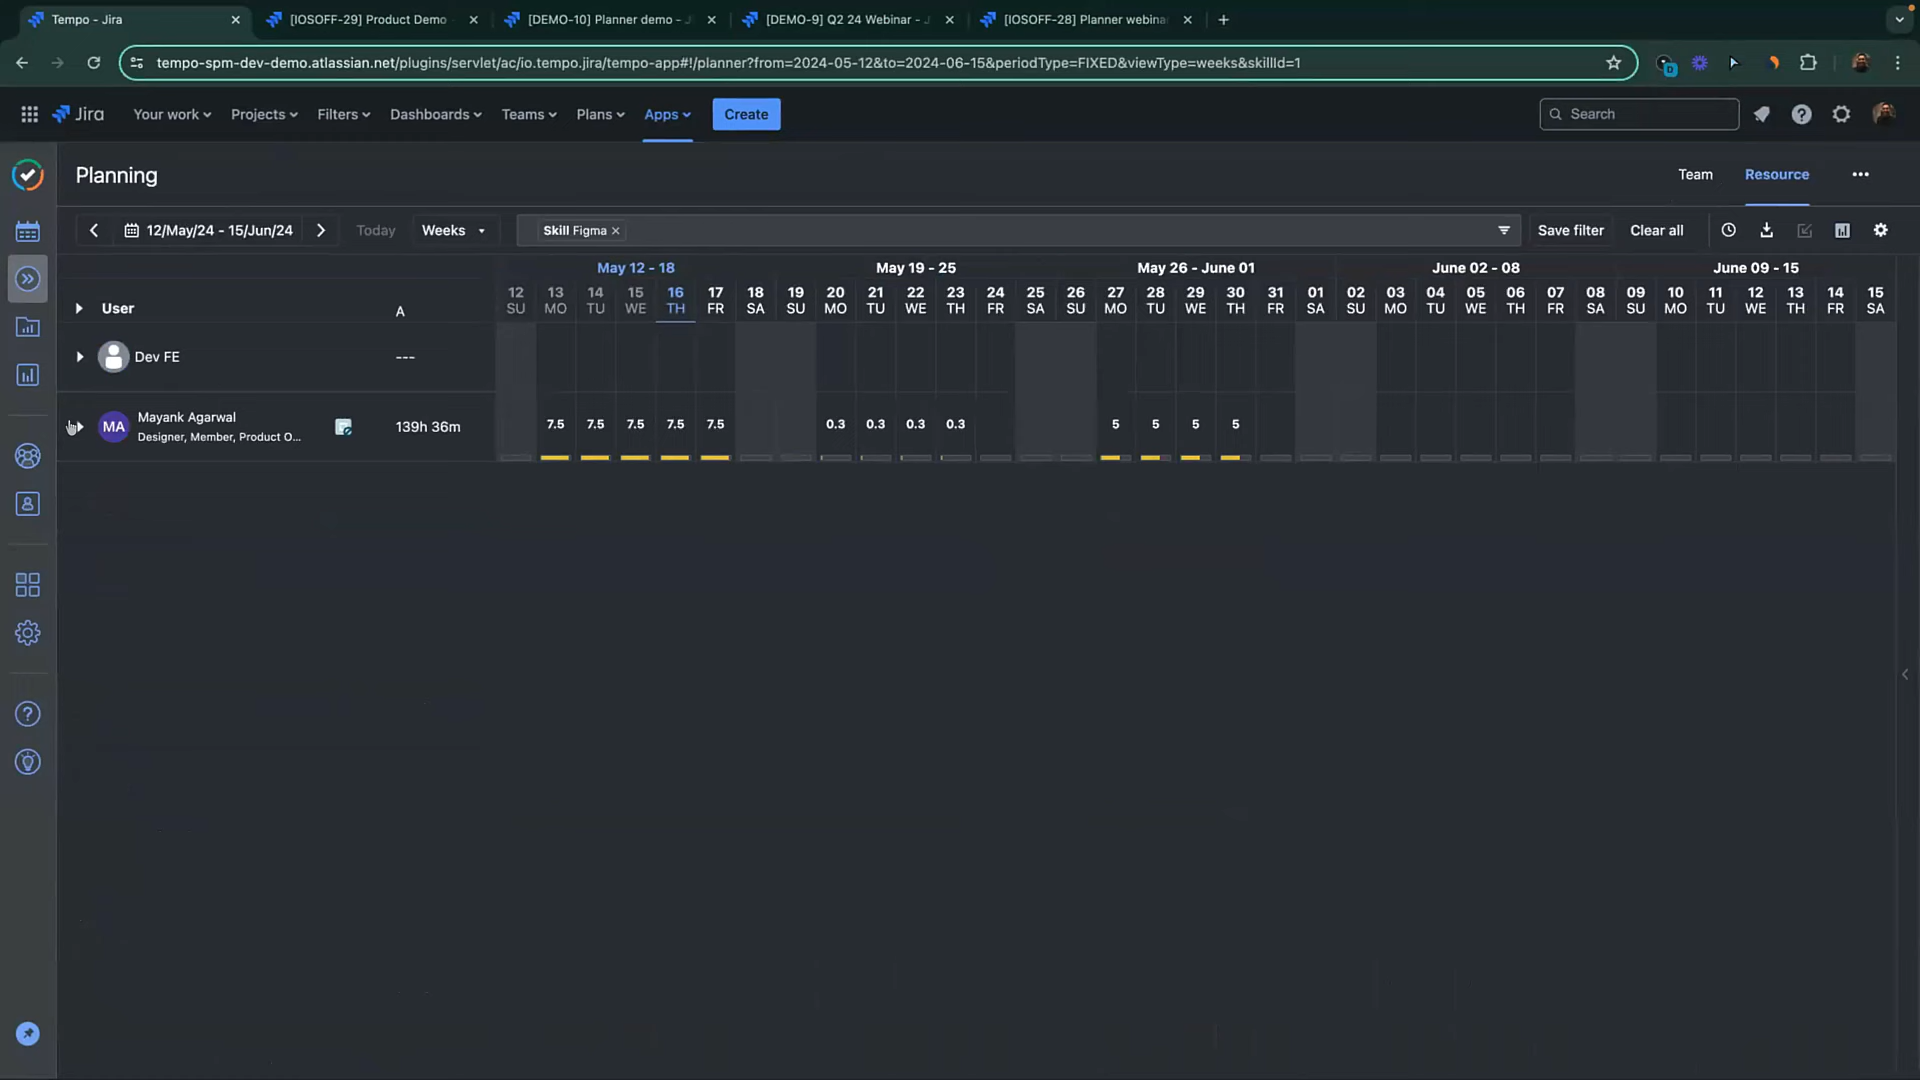 Tempo - Jira
[IOSOFF-29] Product Demo
[DEMO-10] Planner demo -
[DEMO-9] Q2 24 Webinar -
[IOSOFF-28] Planner webina
tempo-spm-dev-demo.atlassian.net/plugins/servlet/ac/io.tempo.jira/tempo-app#!/planner?from=2024-05-12&to=2024-06-15&periodType=FIXED&viewType=weeks&skillId=1
Jira Your work Projects Filters Dashboards Teams Plans Apps Create Search
Planning Team Resource
12/May/24 - 15/Jun/24 Today Weeks Skill Figma Save filter Clear all
May 12 - 18 May 19 - 25 May 26 - June 01 June 02 - 08 June 09 - 15
12 13 14 15 16 17 18 19 20 21 22 23 24 25 26 27 28 29 30 31 01 02 03 04 05 06 07 08 09 10 11 12 13 14 15
User A SU MO TU WE TH FR SA SU MO TU WE TH FR SA SU MO TU WE TH FR SA SU MO TU WE TH FR SA SU MO TU WE TH FR SA
Dev FE ---
MA Mayank Agarwal 139h 36m 7.5 7.5 7.5 7.5 7.5 0.3 0.3 0.3 0.3 5 5 5 5
Designer, Member, Product O...